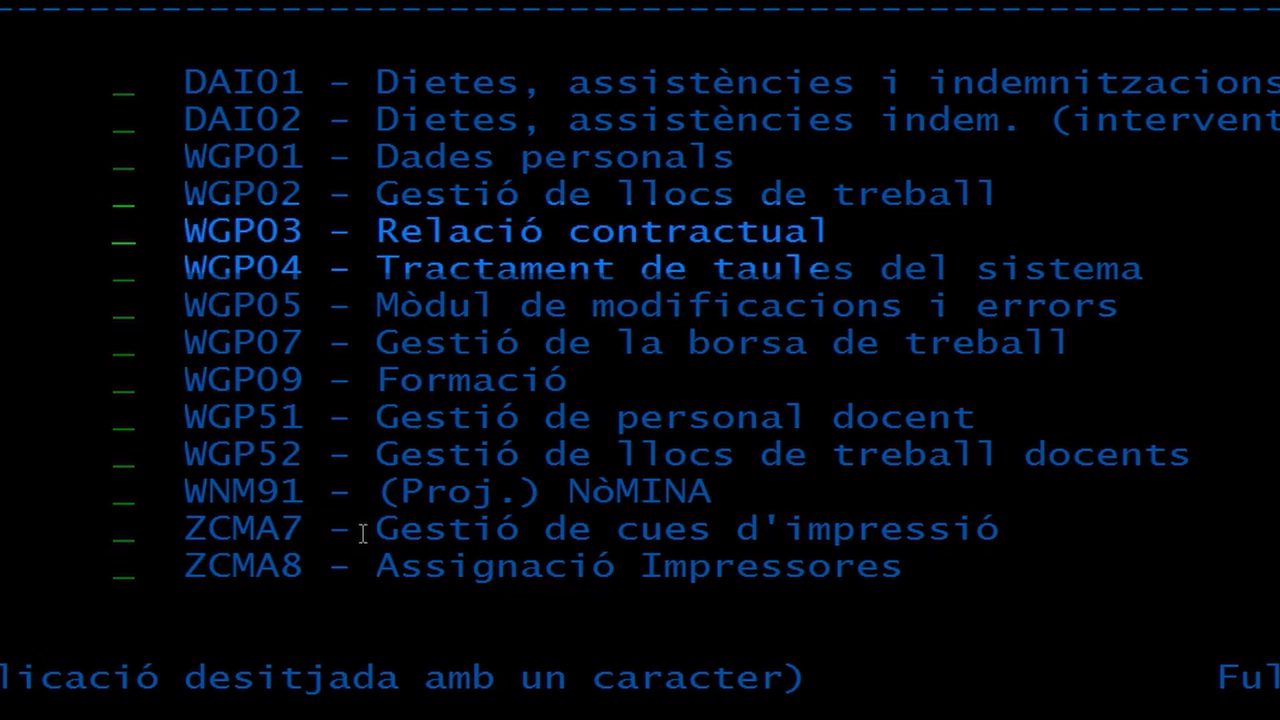 _ DAI01 - Dietes, assistències i indemnitzacions
_ DAI02 - Dietes, assistències indem. (intervent
_ WGP01 - Dades personals
_ WGP02 - Gestió de llocs de treball
_ WGP03 - Relació contractual
_ WGP04 - Tractament de taules del sistema
_ WGP05 - Mòdul de modificacions i errors
_ WGP07 - Gestió de la borsa de treball
_ WGP09 - Formació
_ WGP51 - Gestió de personal docent
_ WGP52 - Gestió de llocs de treball docents
_ WNM91 - (Proj.) NòMINA
_ ZCMA7 - Gestió de cues d'impressió
_ ZCMA8 - Assignació Impressores
licació desitjada amb un caracter) Ful